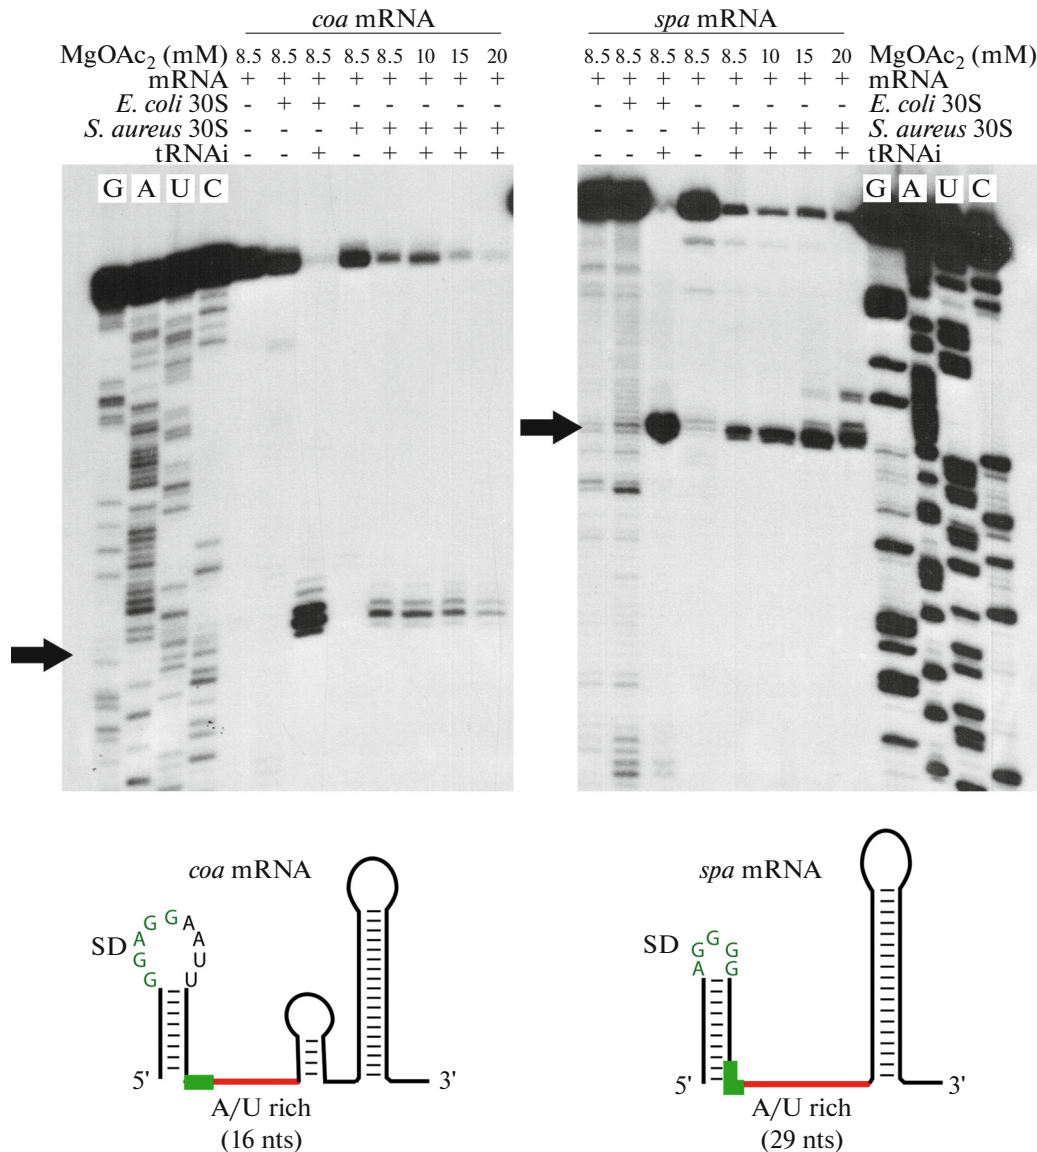 coa mRNA
MgOAc2 (mM) 8.5 8.5 8.5 8.5 8.5 10 15 20
mRNA + + + + + + + +
E. coli 30S - + + - - - - -
S. aureus 30S - - - + + + + +
tRNAi - - + - + + + +
G A U C
spa mRNA
8.5 8.5 8.5 8.5 8.5 10 15 20 MgOAc2 (mM)
+ + + + + + + + mRNA
- + + - - - - - E. coli 30S
- - - + + + + + S. aureus 30S
- - + - + + + + tRNAi
G A U C
coa mRNA
SD
G G A G G A A U U
5' 3'
A/U rich
(16 nts)
spa mRNA
SD
A G G G G
5' 3'
A/U rich
(29 nts)